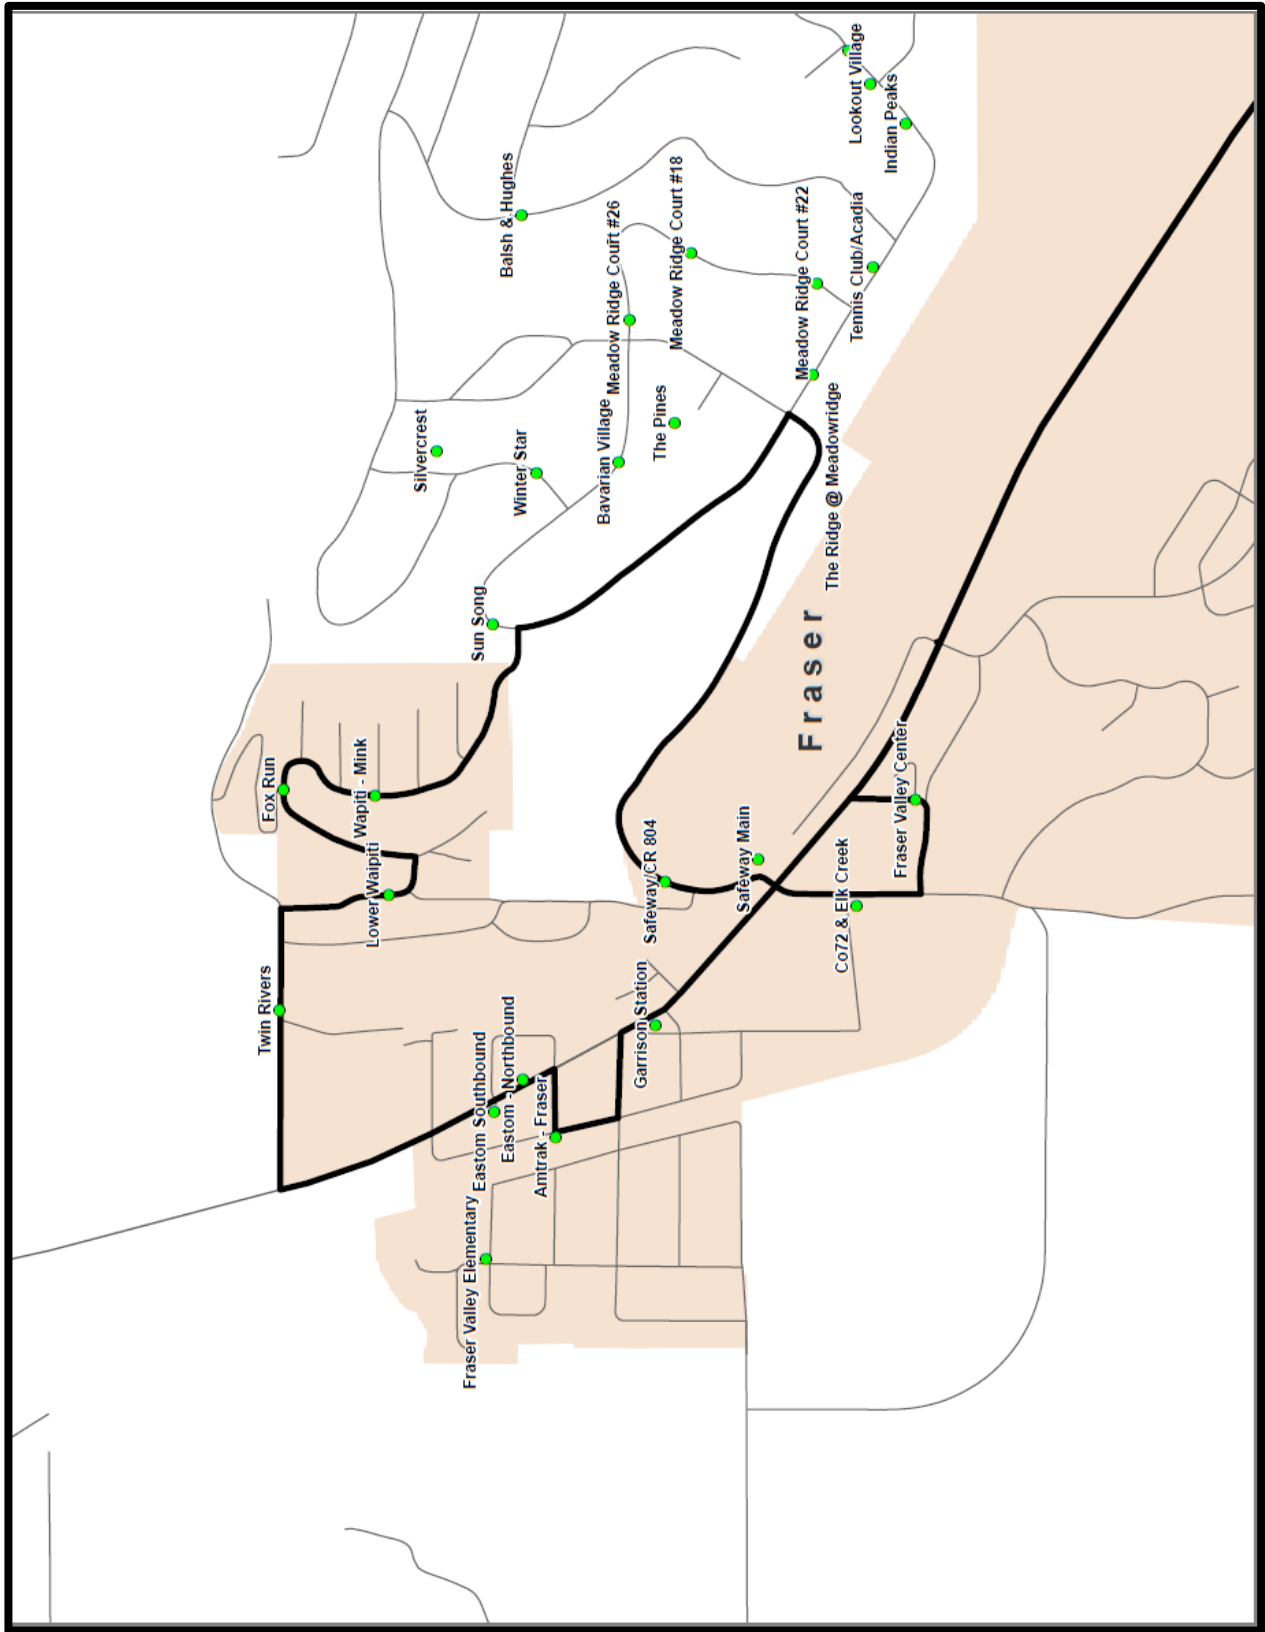 Fraser Valley Elementary
Eastom Southbound
Eastom - Northbound
Amtrak - Fraser
Garrison Station
Twin Rivers
Lower Waipiti
Wapiti - Mink
Fox Run
Safeway/CR 804
Safeway Main
Co72 & Elk Creek
Fraser Valley Center
Fraser
Sun Song
Silvercrest
Winter Star
Bavarian Village
The Pines
The Ridge @ Meadowridge
Meadow Ridge Court #26
Meadow Ridge Court #18
Meadow Ridge Court #22
Tennis Club/Acadia
Balsh & Hughes
Lookout Village
Indian Peaks